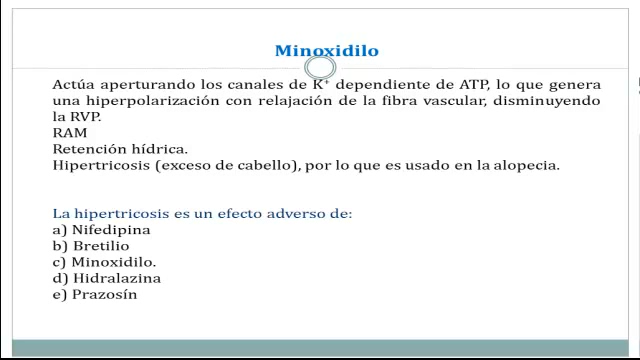 Minoxidilo
Actúa aperturando los canales de K⁺ dependiente de ATP, lo que genera
una hiperpolarización con relajación de la fibra vascular, disminuyendo
la RVP.
RAM
Retención hídrica.
Hipertricosis (exceso de cabello), por lo que es usado en la alopecia.
La hipertricosis es un efecto adverso de:
a) Nifedipina
b) Bretilio
c) Minoxidilo.
d) Hidralazina
e) Prazosín